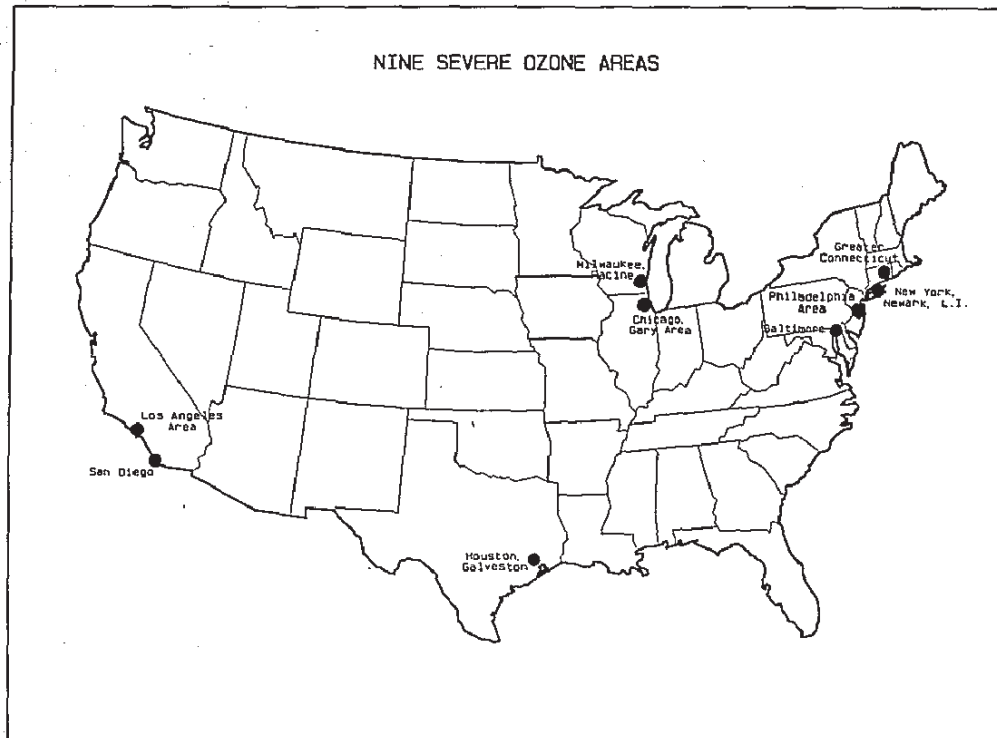 NINE SEVERE OZONE AREAS
Greater
Connecticut
Milwaukee,
Racine
New York,
Newark, L.I.
Philadelphia
Area
Chicago,
Gary Area
Baltimore
Los Angeles
Area
San Diego
Houston,
Galveston